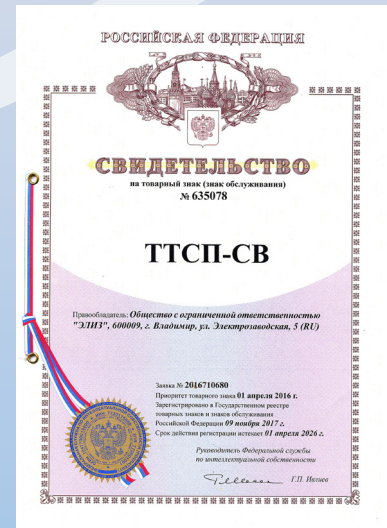 РОССИЙСКАЯ ФЕДЕРАЦИЯ
СВИДЕТЕЛЬСТВО
на товарный знак (знак обслуживания)
№ 635078
ТТСП-СВ
Правообладатель: Общество с ограниченной ответственностью
"ЭЛИЗ", 600009, г. Владимир, ул. Электрозаводская, 5 (RU)
Заявка № 2016710680
Приоритет товарного знака 01 апреля 2016 г.
Зарегистрировано в Государственном реестре
товарных знаков и знаков обслуживания
Российской Федерации 09 ноября 2017 г.
Срок действия регистрации истекает 01 апреля 2026 г.
Руководитель Федеральной службы
по интеллектуальной собственности
Г.П. Ивлиев